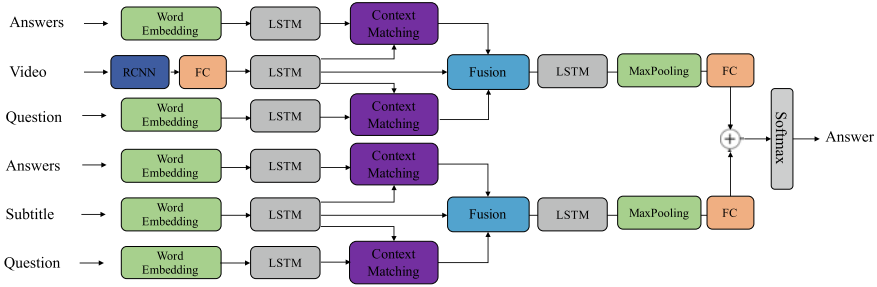 Answers
Word
Embedding
LSTM
Context
Matching
Video
RCNN
FC
LSTM
Fusion
LSTM
MaxPooling
FC
Question
Word
Embedding
LSTM
Context
Matching
Softmax
Answer
Answers
Word
Embedding
LSTM
Context
Matching
Subtitle
Word
Embedding
LSTM
Fusion
LSTM
MaxPooling
FC
Question
Word
Embedding
LSTM
Context
Matching